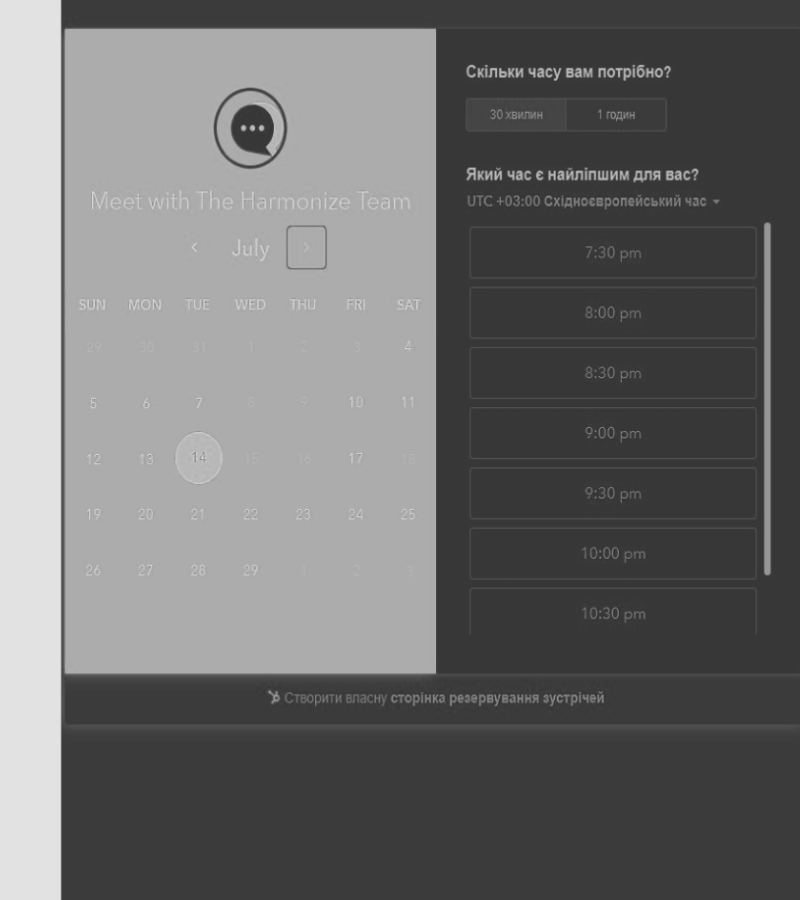 Meet with The Harmonize Team
July
SUN MON TUE WED THU FRI SAT
29 30 31 1 2 3 4
5 6 7 8 9 10 11
12 13 14 15 16 17 18
19 20 21 22 23 24 25
26 27 28 29 1 2 3
Скільки часу вам потрібно?
30 хвилин 1 годин
Який час є найліпшим для вас?
UTC +03:00 Східноєвропейський час
7:30 pm
8:00 pm
8:30 pm
9:00 pm
9:30 pm
10:00 pm
10:30 pm
Створити власну сторінка резервування зустрічей